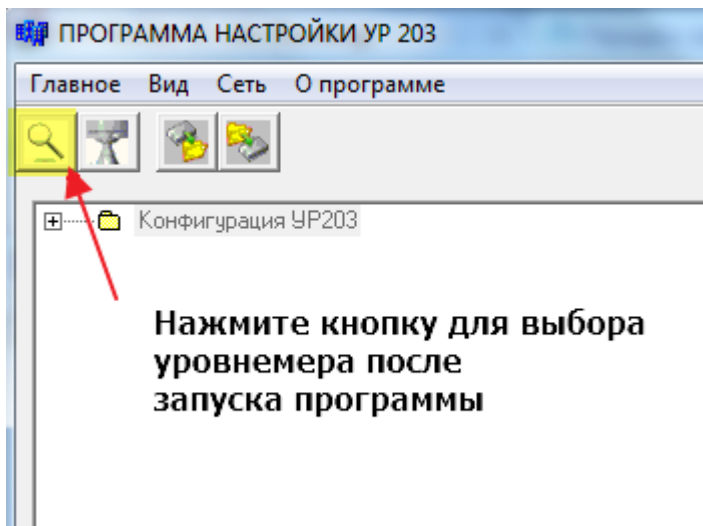 ПРОГРАММА НАСТРОЙКИ УР 203
Главное Вид Сеть О программе
Конфигурация УР203
Нажмите кнопку для выбора
уровнемера после
запуска программы